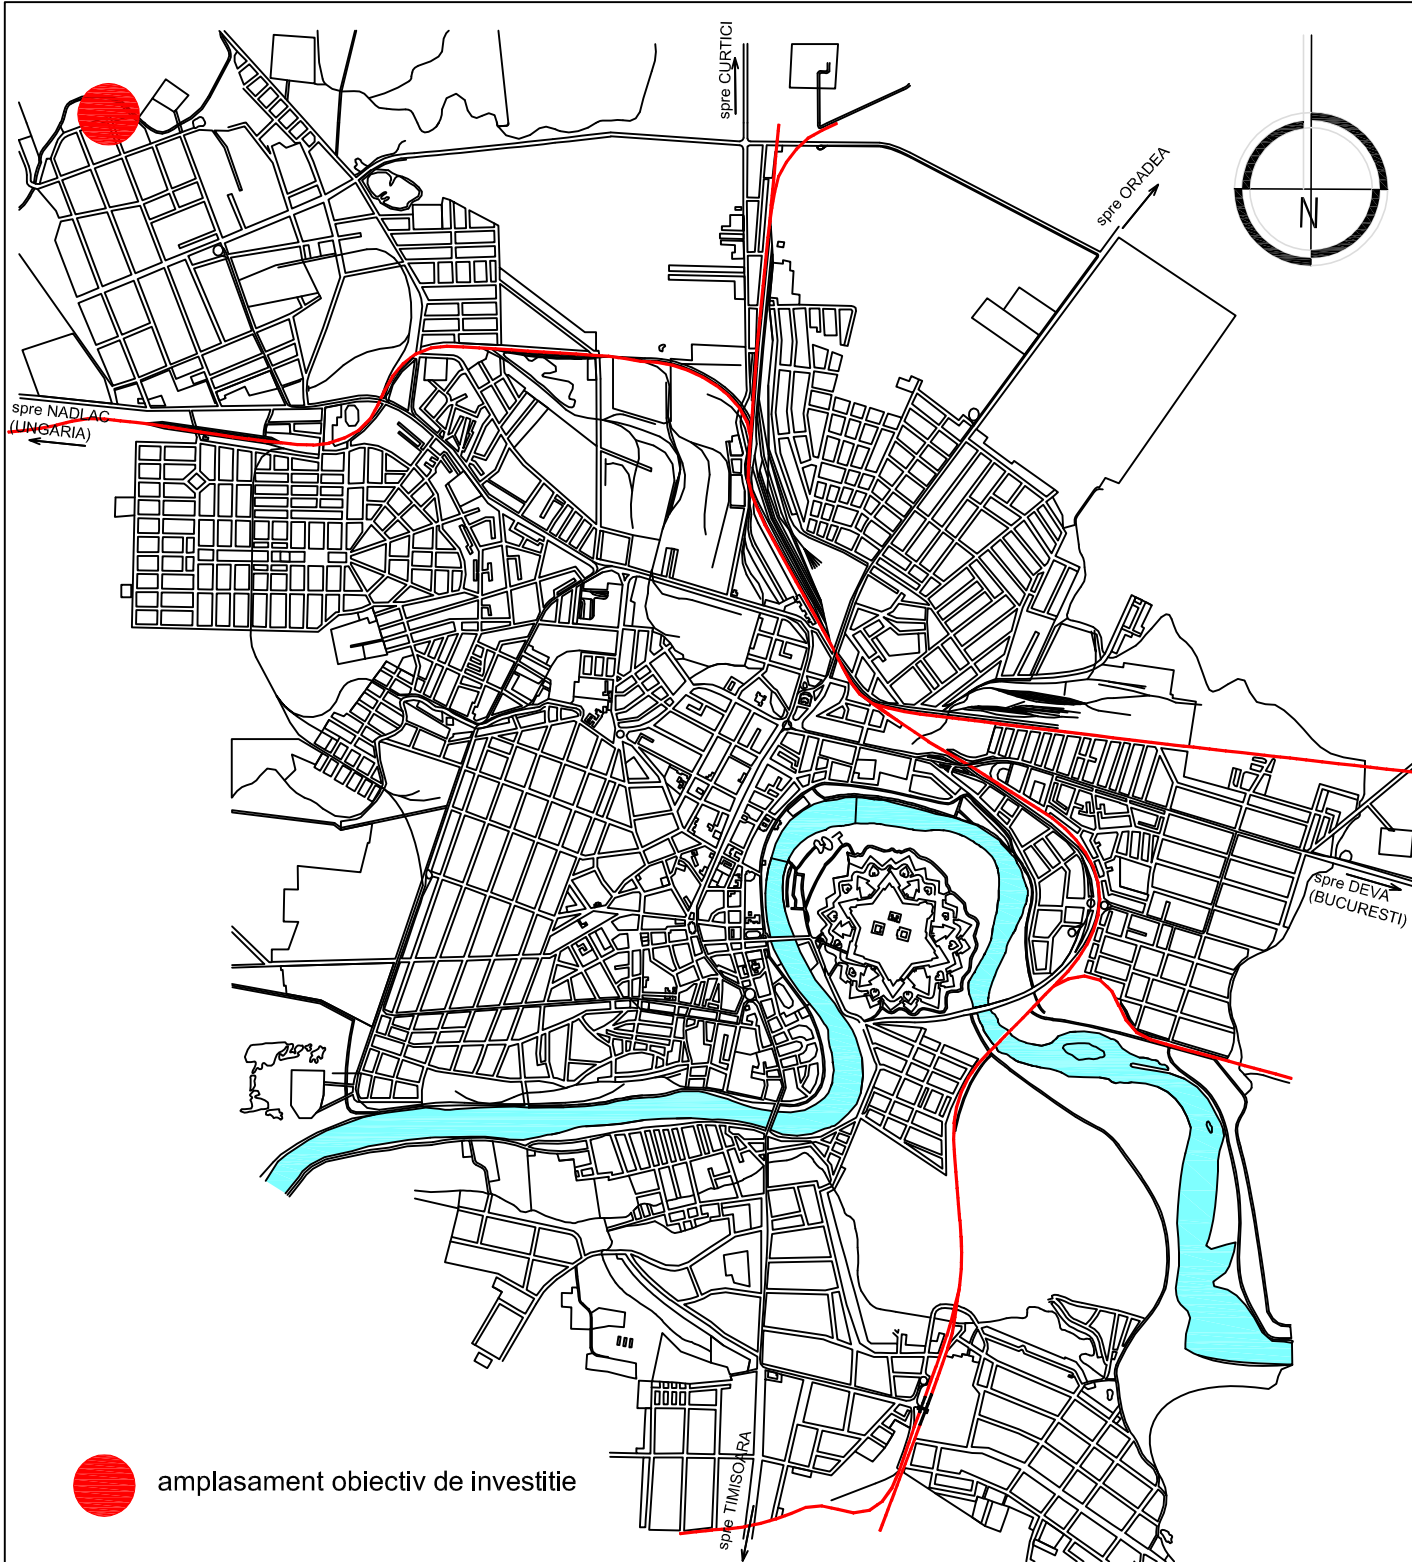 spre CURTICI
spre ORADEA
N
spre NADLAC
(UNGARIA)
spre DEVA
(BUCURESTI)
spre TIMISOARA
amplasament obiectiv de investitie